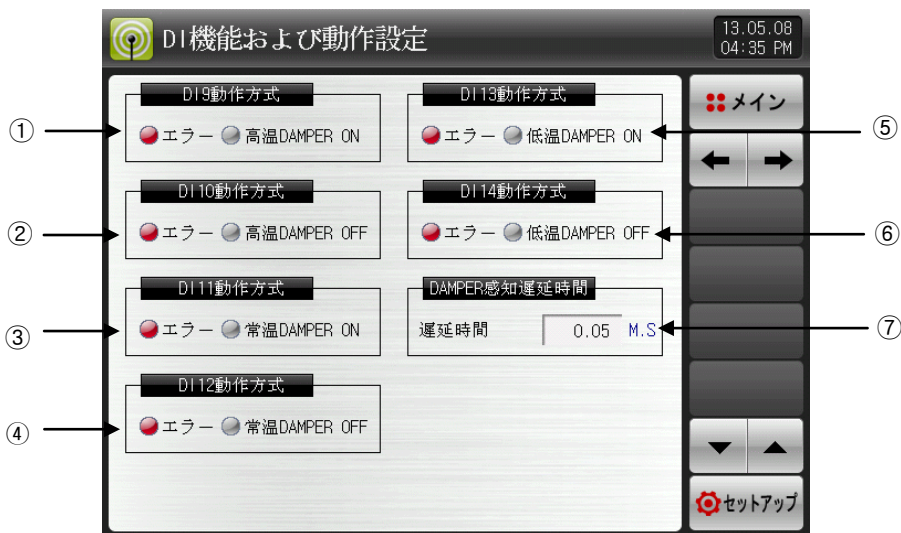 DI機能および動作設定
13.05.08
04:35 PM
DI9動作方式
① エラー 高温DAMPER ON
DI13動作方式
エラー 低温DAMPER ON ⑤
DI10動作方式
② エラー 高温DAMPER OFF
DI14動作方式
エラー 低温DAMPER OFF ⑥
DI11動作方式
③ エラー 常温DAMPER ON
DAMPER感知遅延時間
遅延時間 0.05 M.S ⑦
DI12動作方式
④ エラー 常温DAMPER OFF
メイン
セットアップ